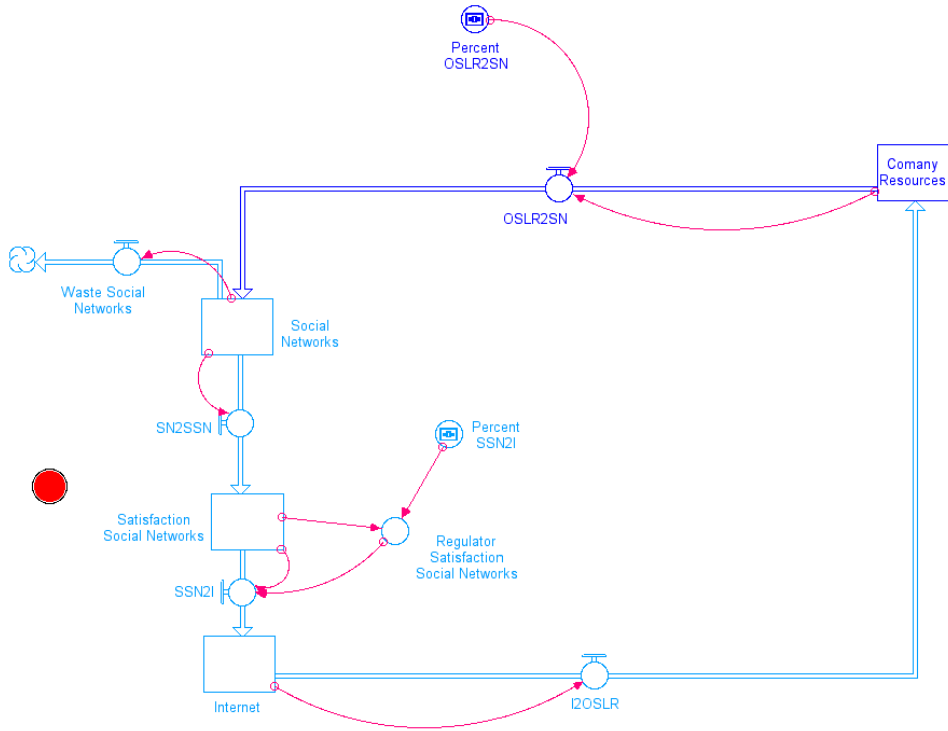 Percent
OSLR2SN
Comany
Resources
OSLR2SN
Waste Social
Networks
Social
Networks
SN2SSN
Percent
SSN2I
Satisfaction
Social Networks
Regulator
Satisfaction
Social Networks
SSN2I
Internet
I2OSLR